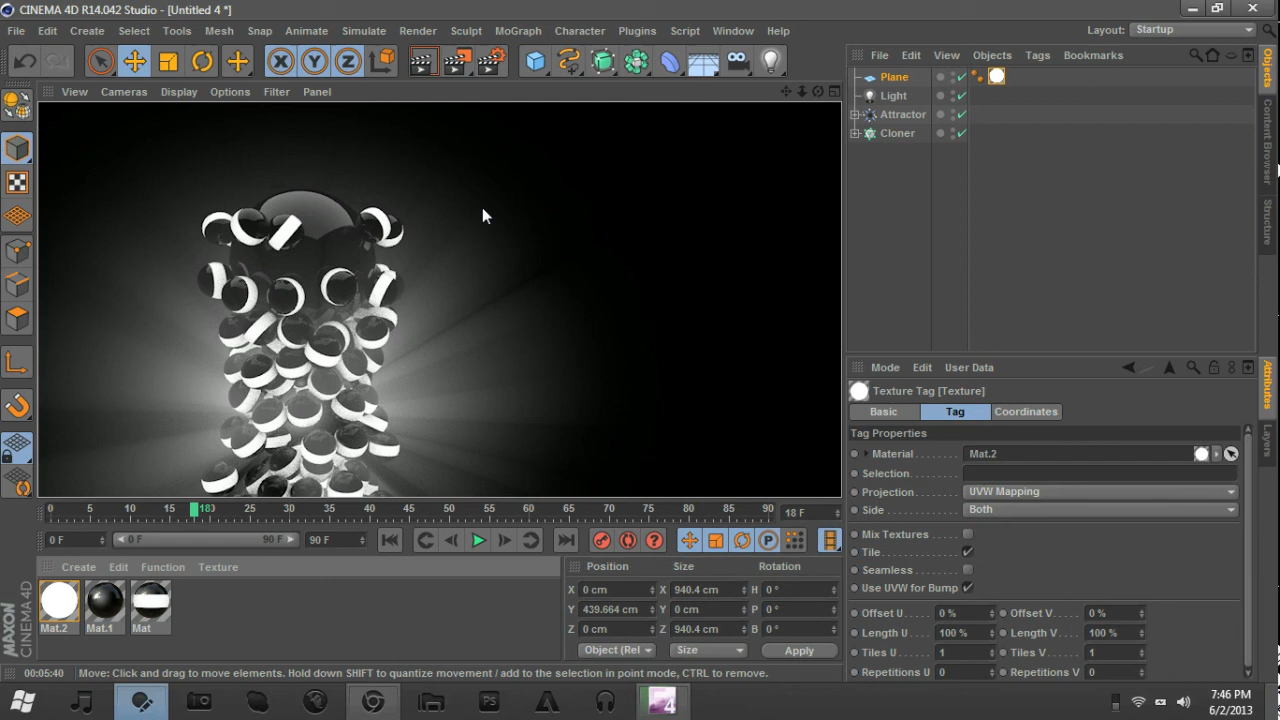 CINEMA 4D R14.042 Studio - [Untitled 4 *]
File Edit Create Select Tools Mesh Snap Animate Simulate Render Sculpt MoGraph Character Plugins Script Window Help
Layout: Startup
X Y Z
File Edit View Objects Tags Bookmarks
Plane
Light
Attractor
Cloner
Objects
Content Browser
Structure
View Cameras Display Options Filter Panel
Mode Edit User Data
Texture Tag [Texture]
Basic Tag Coordinates
Tag Properties
Material Mat.2
Selection
Projection UVW Mapping
Side Both
Mix Textures
Tile
Seamless
Use UVW for Bump
Offset U 0 % Offset V 0 %
Length U 100 % Length V 100 %
Tiles U 1 Tiles V 1
Repetitions U 0 Repetitions V 0
Attributes
Layers
0 5 10 15 18 25 30 35 40 45 50 55 60 65 70 75 80 85 90 18 F
0 F 0 F 90 F 90 F
P
Create Edit Function Texture
Mat.2 Mat.1 Mat
Position Size Rotation
X 0 cm X 940.4 cm H 0 °
Y 439.664 cm Y 0 cm P 0 °
Z 0 cm Z 940.4 cm B 0 °
Object (Rel Size Apply
MAXON
CINEMA 4D
00:05:40 Move: Click and drag to move elements. Hold down SHIFT to quantize movement / add to the selection in point mode, CTRL to remove.
Ps
4
7:46 PM
6/2/2013